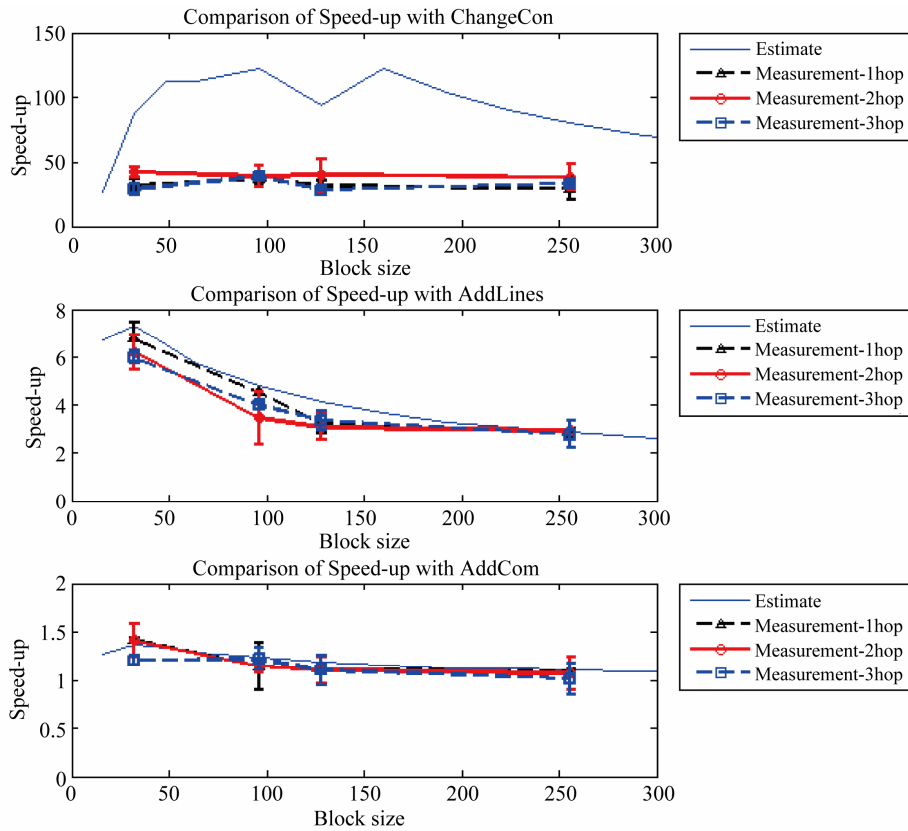 Comparison of Speed-up with ChangeCon
150
100
50
0
Speed-up
0 50 100 150 200 250 300
Block size
Estimate
Measurement-1hop
Measurement-2hop
Measurement-3hop
Comparison of Speed-up with AddLines
8
6
4
2
0
Speed-up
0 50 100 150 200 250 300
Block size
Estimate
Measurement-1hop
Measurement-2hop
Measurement-3hop
Comparison of Speed-up with AddCom
2
1.5
1
0.5
0
Speed-up
0 50 100 150 200 250 300
Block size
Estimate
Measurement-1hop
Measurement-2hop
Measurement-3hop